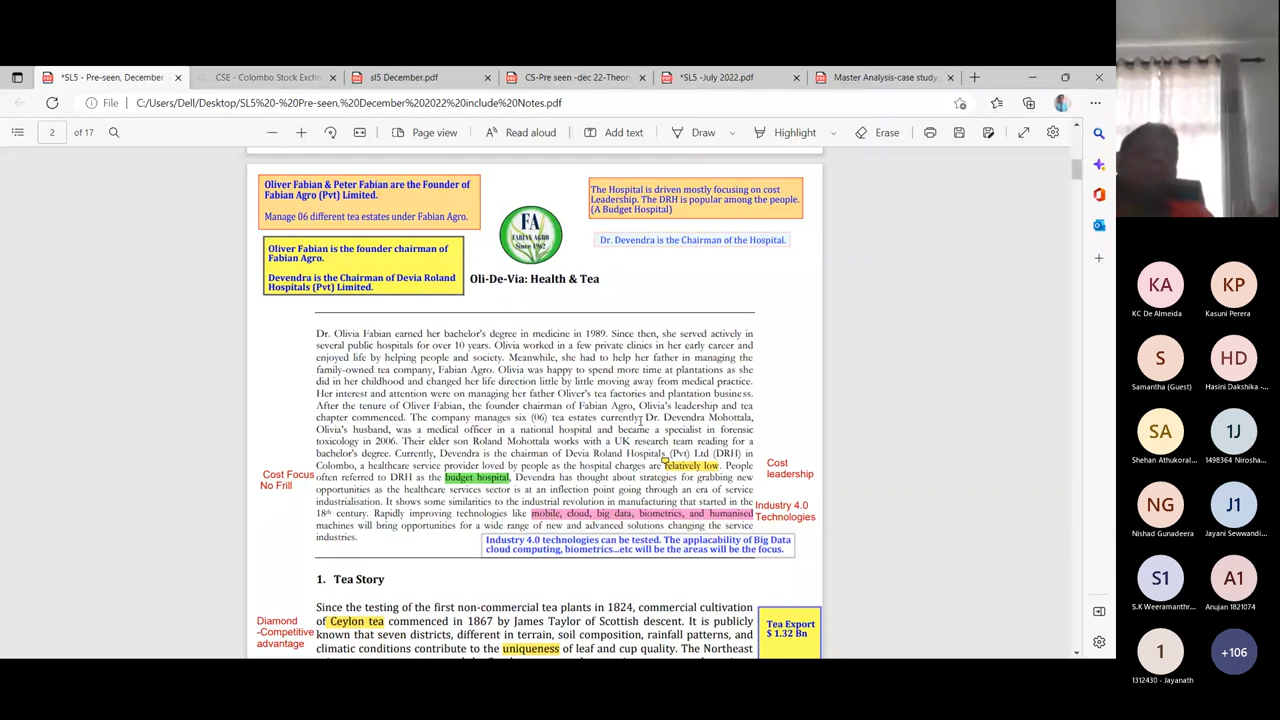 *SL5 - Pre-seen, December
CSE - Colombo Stock Excha
sl5 December.pdf
CS-Pre seen -dec 22-Theory
*SL5 -July 2022.pdf
Master Analysis-case study
File
C:/Users/Dell/Desktop/SL5%20-%20Pre-seen,%20December%202022%20include%20Notes.pdf
2 of 17
Page view
Read aloud
Add text
Draw
Highlight
Erase
Oliver Fabian & Peter Fabian are the Founder of
Fabian Agro (Pvt) Limited.
Manage 06 different tea estates under Fabian Agro.
Oliver Fabian is the founder chairman of
Fabian Agro.
Devendra is the Chairman of Devia Roland
Hospitals (Pvt) Limited.
FA
FABIAN AGRO
Since 1962
The Hospital is driven mostly focusing on cost
Leadership. The DRH is popular among the people.
(A Budget Hospital)
Dr. Devendra is the Chairman of the Hospital.
Oli-De-Via: Health & Tea
Dr. Olivia Fabian earned her bachelor's degree in medicine in 1989. Since then, she served actively in
several public hospitals for over 10 years. Olivia worked in a few private clinics in her early career and
enjoyed life by helping people and society. Meanwhile, she had to help her father in managing the
family-owned tea company, Fabian Agro. Olivia was happy to spend more time at plantations as she
did in her childhood and changed her life direction little by little moving away from medical practice.
Her interest and attention were on managing her father Oliver's tea factories and plantation business.
After the tenure of Oliver Fabian, the founder chairman of Fabian Agro, Olivia's leadership and tea
chapter commenced. The company manages six (06) tea estates currently Dr. Devendra Mohottala,
Olivia's husband, was a medical officer in a national hospital and became a specialist in forensic
toxicology in 2006. Their elder son Roland Mohottala works with a UK research team reading for a
bachelor's degree. Currently, Devendra is the chairman of Devia Roland Hospitals (Pvt) Ltd (DRH) in
Colombo, a healthcare service provider loved by people as the hospital charges are relatively low. People
often referred to DRH as the budget hospital, Devendra has thought about strategies for grabbing new
opportunities as the healthcare services sector is at an inflection point going through an era of service
industrialisation. It shows some similarities to the industrial revolution in manufacturing that started in the
18th century. Rapidly improving technologies like mobile, cloud, big data, biometrics, and humanised
machines will bring opportunities for a wide range of new and advanced solutions changing the service
industries.
Cost Focus
No Frill
Cost
leadership
Industry 4.0
Technologies
Industry 4.0 technologies can be tested. The applacability of Big Data
cloud computing, biometrics...etc will be the areas will be the focus.
1. Tea Story
Since the testing of the first non-commercial tea plants in 1824, commercial cultivation
of Ceylon tea commenced in 1867 by James Taylor of Scottish descent. It is publicly
known that seven districts, different in terrain, soil composition, rainfall patterns, and
climatic conditions contribute to the uniqueness of leaf and cup quality. The Northeast
Diamond
-Competitive
advantage
Tea Export
$ 1.32 Bn
KA
KC De Almeida
KP
Kasuni Perera
S
Samantha (Guest)
HD
Hasini Dakshika -...
SA
Shehan Athukoral...
1J
1498364 Nirosha...
NG
Nishad Gunadeera
J1
Jayani Sewwandi...
S1
S.K Weeramanthr...
A1
Anujan 1821074
1
1312430 - Jayanath
+106